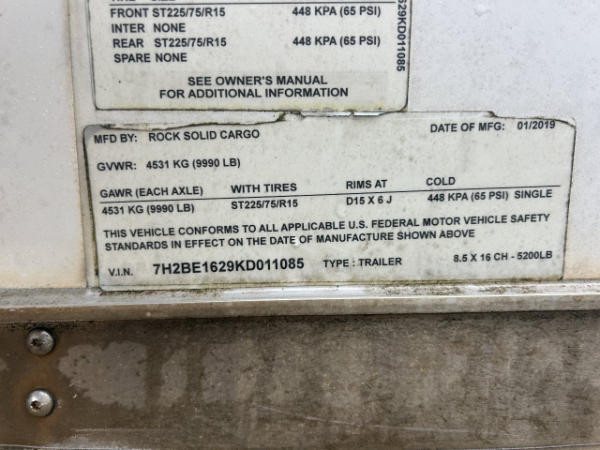 FRONT ST225/75/R15 448 KPA (65 PSI)
INTER NONE
REAR ST225/75/R15 448 KPA (65 PSI)
SPARE NONE
SEE OWNER'S MANUAL
FOR ADDITIONAL INFORMATION
629KD011085
MFD BY: ROCK SOLID CARGO DATE OF MFG: 01/2019
GVWR: 4531 KG (9990 LB)
GAWR (EACH AXLE) WITH TIRES RIMS AT COLD
4531 KG (9990 LB) ST225/75/R15 D15 X 6 J 448 KPA (65 PSI) SINGLE
THIS VEHICLE CONFORMS TO ALL APPLICABLE U.S. FEDERAL MOTOR VEHICLE SAFETY
STANDARDS IN EFFECT ON THE DATE OF MANUFACTURE SHOWN ABOVE
V.I.N. 7H2BE1629KD011085 TYPE : TRAILER 8.5 X 16 CH - 5200LB